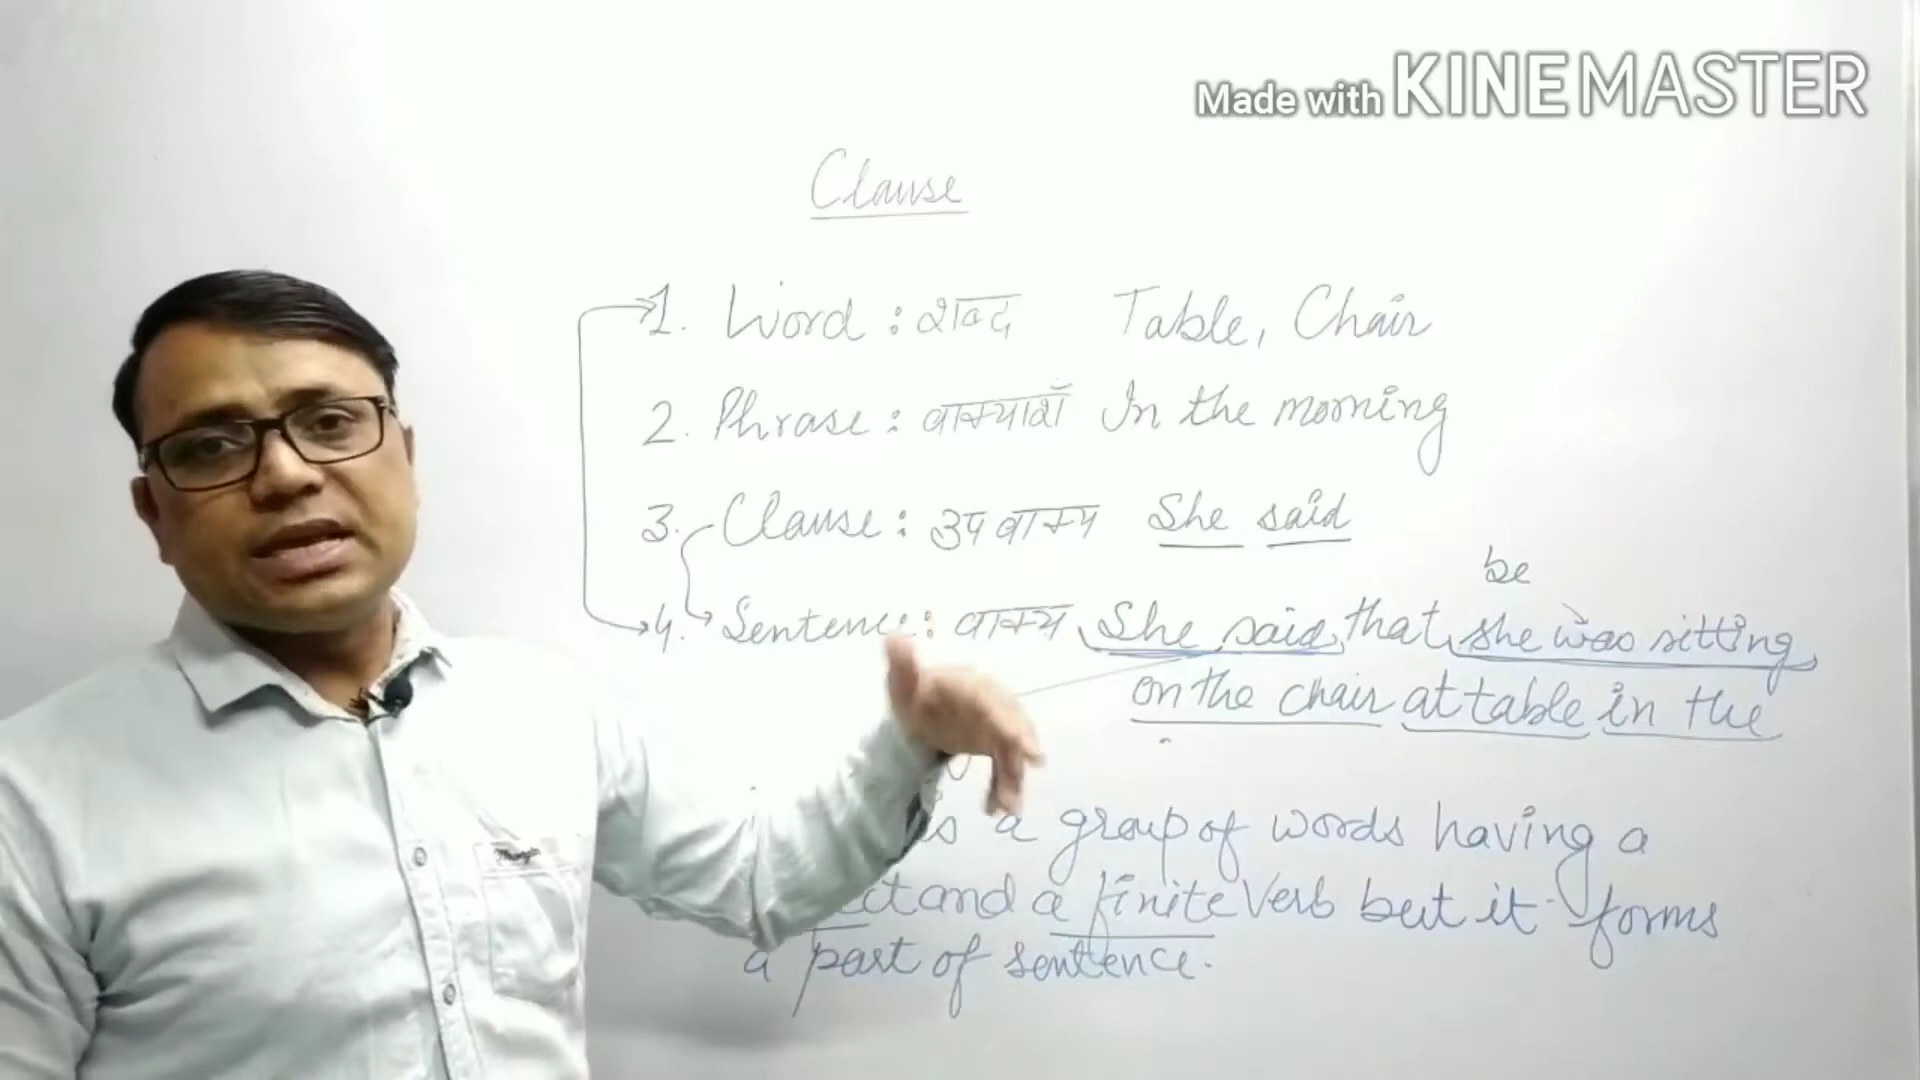 Made with KINEMASTER
Clause
1. Word : शब्द Table, Chair
2. Phrase : वाक्यांश In the morning
3. Clause : उपवाक्य She said
be
4. Sentence : वाक्य She said that she was sitting
on the chair at table in the
is a group of words having a
and a finite Verb but it forms
a part of sentence.